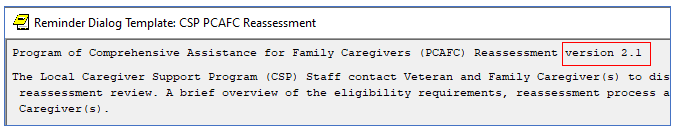 Reminder Dialog Template: CSP PCAFC Reassessment
Program of Comprehensive Assistance for Family Caregivers (PCAFC) Reassessment version 2.1
The Local Caregiver Support Program (CSP) Staff contact Veteran and Family Caregiver(s) to dis
reassessment review. A brief overview of the eligibility requirements, reassessment process a
Caregiver(s).